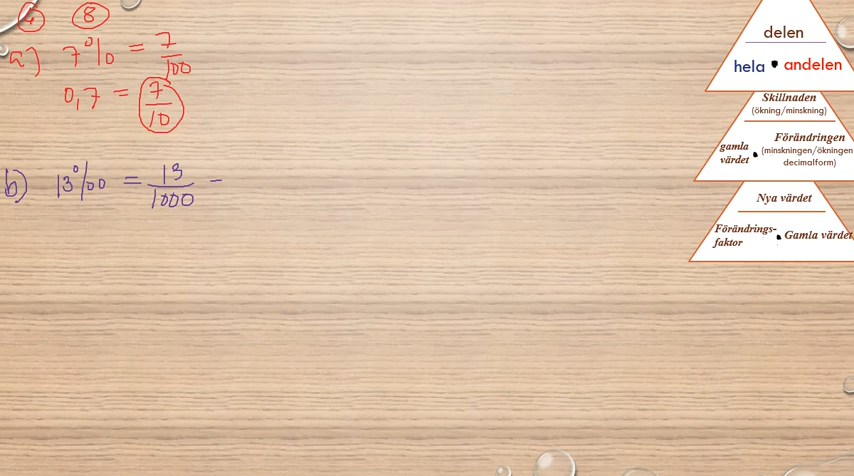 8
a) 7% = 7/100
0,7 = 7/10
b) 13‰ = 13/1000 =
delen
hela • andelen
Skillnaden
(ökning/minskning)
gamla värdet • Förändringen
(minskningen/ökningen decimalform)
Nya värdet
Förändrings-faktor • Gamla värdet